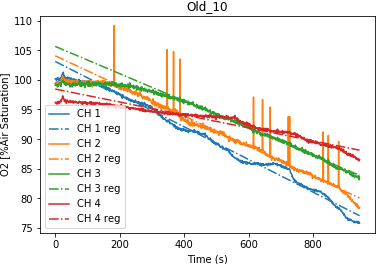 Old_10
110
105
100
95
90
85
80
75
O2 [%Air Saturation]
CH 1
CH 1 reg
CH 2
CH 2 reg
CH 3
CH 3 reg
CH 4
CH 4 reg
0 200 400 600 800
Time (s)